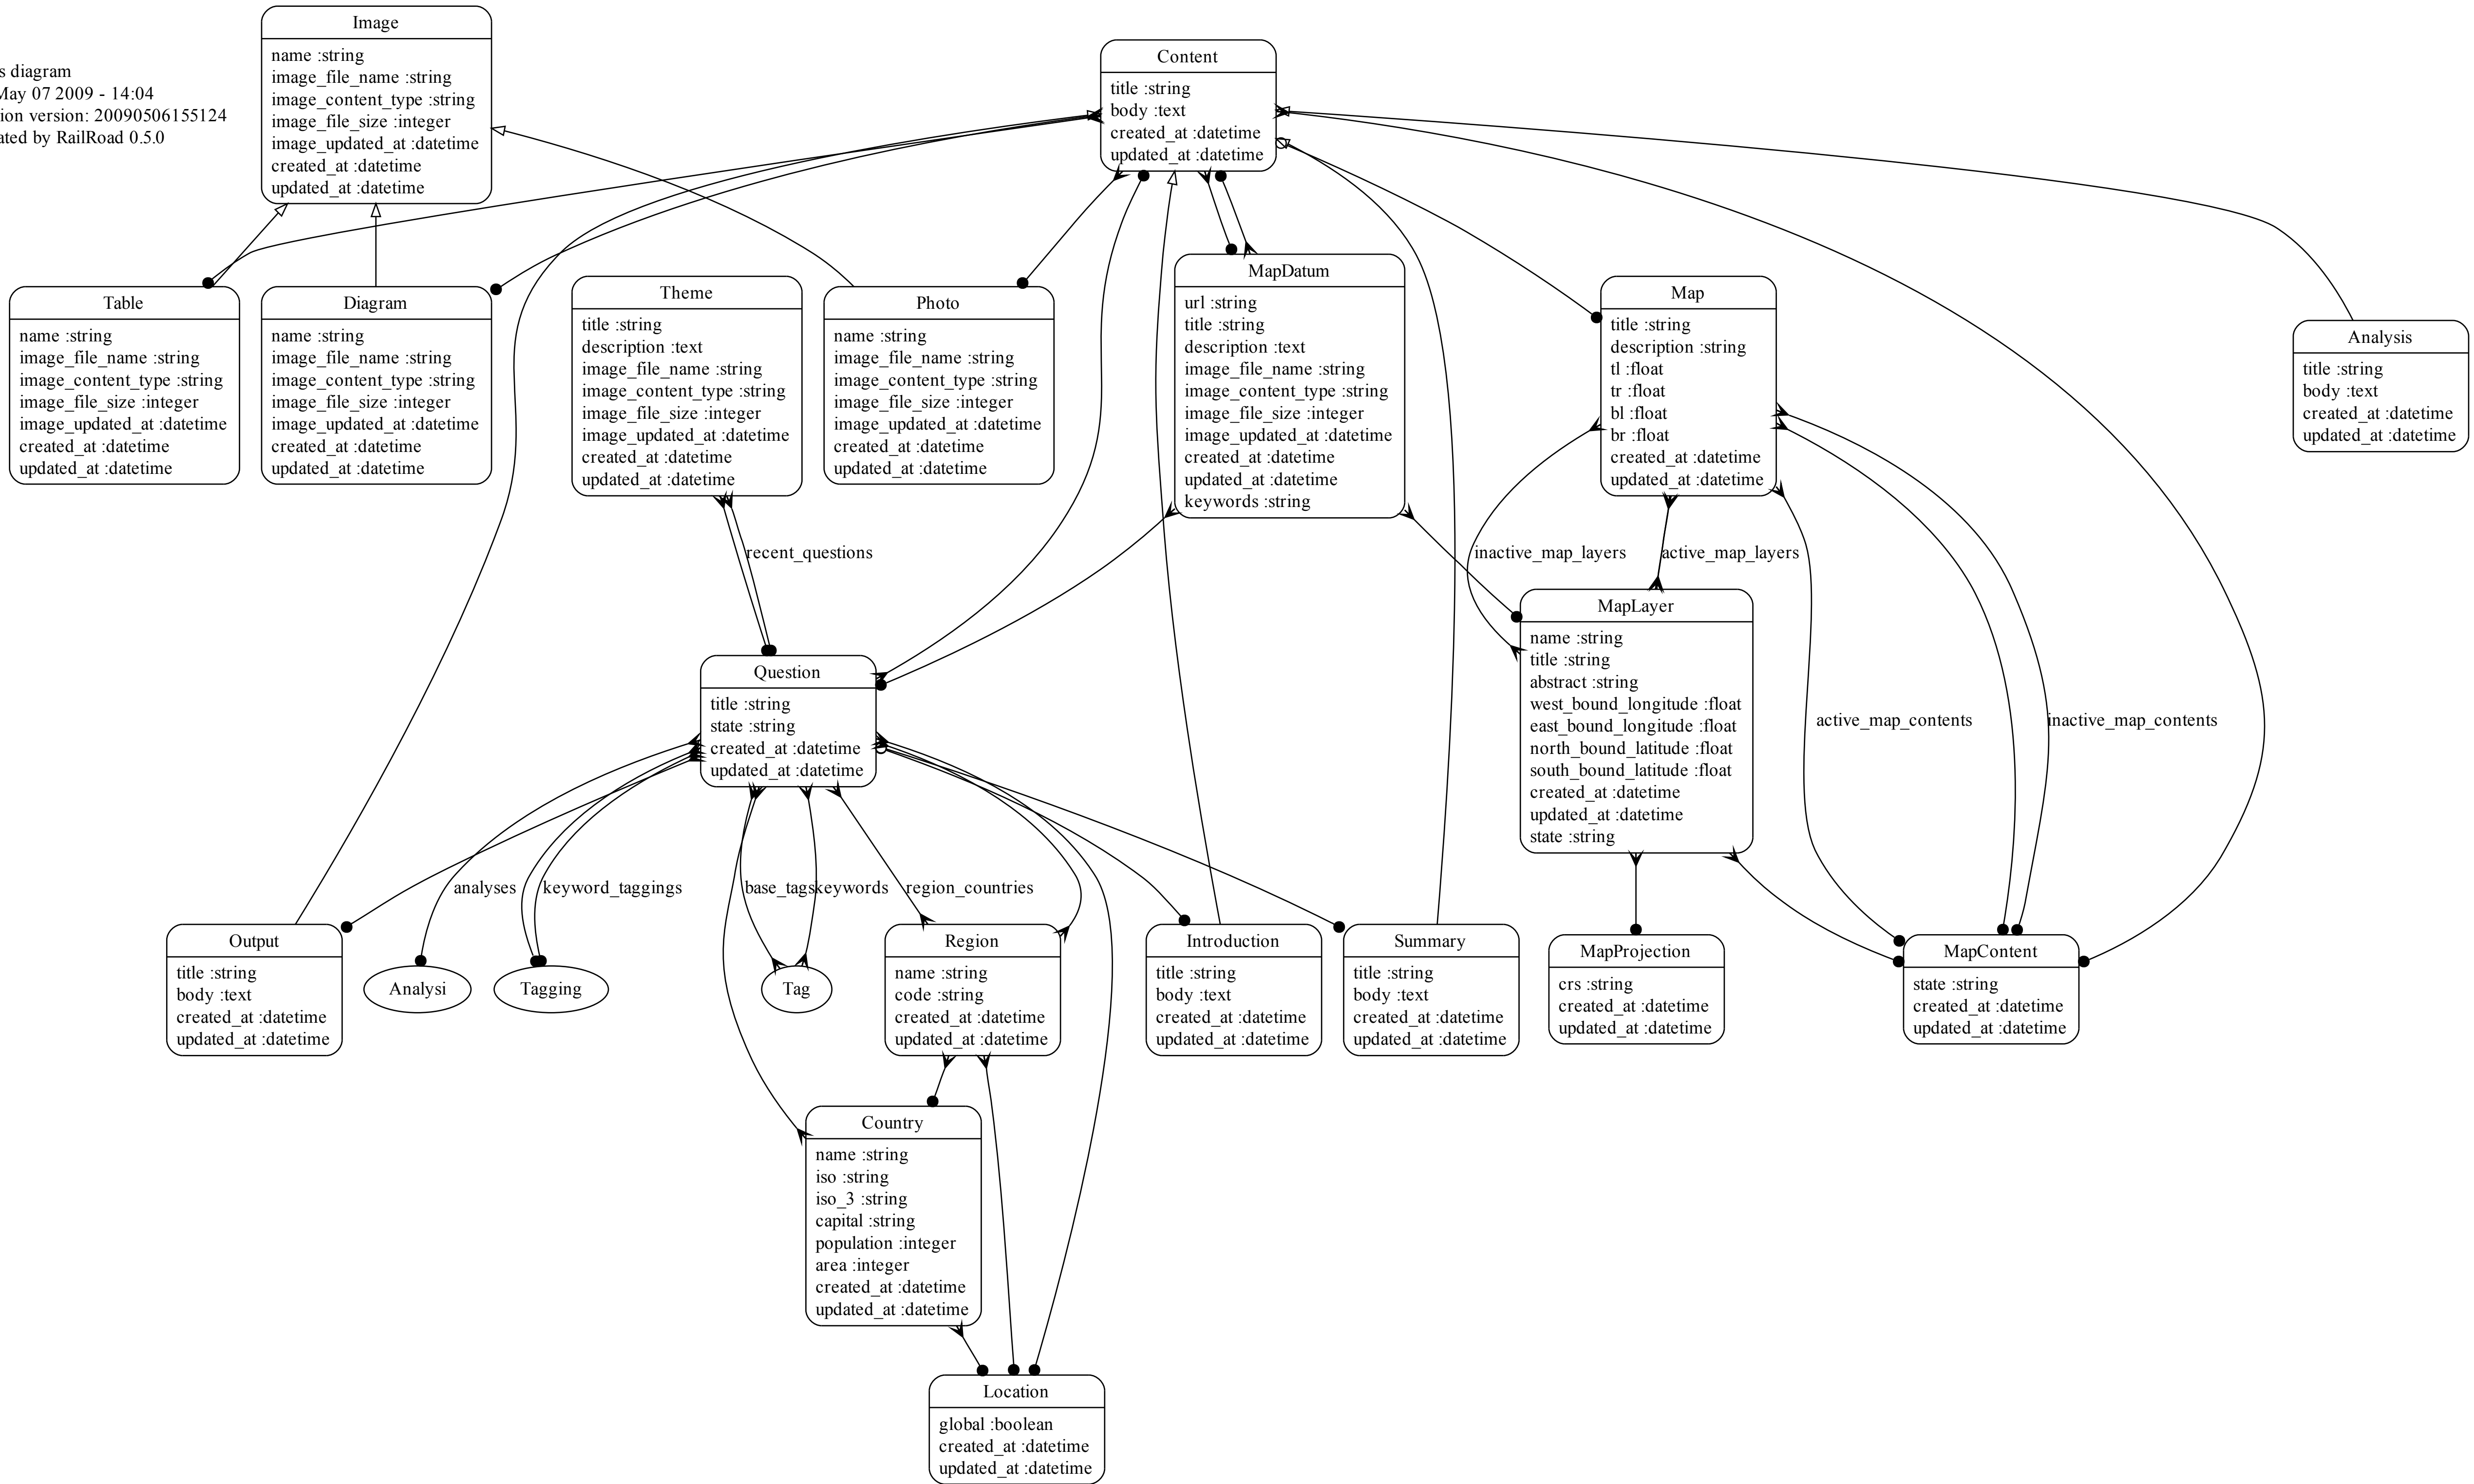 s diagram
May 07 2009 - 14:04
ion version: 20090506155124
ated by RailRoad 0.5.0
Image
name :string
image_file_name :string
image_content_type :string
image_file_size :integer
image_updated_at :datetime
created_at :datetime
updated_at :datetime
Content
title :string
body :text
created_at :datetime
updated_at :datetime
Table
name :string
image_file_name :string
image_content_type :string
image_file_size :integer
image_updated_at :datetime
created_at :datetime
updated_at :datetime
Diagram
name :string
image_file_name :string
image_content_type :string
image_file_size :integer
image_updated_at :datetime
created_at :datetime
updated_at :datetime
Theme
title :string
description :text
image_file_name :string
image_content_type :string
image_file_size :integer
image_updated_at :datetime
created_at :datetime
updated_at :datetime
Photo
name :string
image_file_name :string
image_content_type :string
image_file_size :integer
image_updated_at :datetime
created_at :datetime
updated_at :datetime
MapDatum
url :string
title :string
description :text
image_file_name :string
image_content_type :string
image_file_size :integer
image_updated_at :datetime
created_at :datetime
updated_at :datetime
keywords :string
Map
title :string
description :string
tl :float
tr :float
bl :float
br :float
created_at :datetime
updated_at :datetime
Analysis
title :string
body :text
created_at :datetime
updated_at :datetime
recent_questions
inactive_map_layers
active_map_layers
Question
title :string
state :string
created_at :datetime
updated_at :datetime
MapLayer
name :string
title :string
abstract :string
west_bound_longitude :float
east_bound_longitude :float
north_bound_latitude :float
south_bound_latitude :float
created_at :datetime
updated_at :datetime
state :string
active_map_contents
inactive_map_contents
analyses
keyword_taggings
base_tags
keywords
region_countries
Output
title :string
body :text
created_at :datetime
updated_at :datetime
Analysi
Tagging
Tag
Region
name :string
code :string
created_at :datetime
updated_at :datetime
Introduction
title :string
body :text
created_at :datetime
updated_at :datetime
Summary
title :string
body :text
created_at :datetime
updated_at :datetime
MapProjection
crs :string
created_at :datetime
updated_at :datetime
MapContent
state :string
created_at :datetime
updated_at :datetime
Country
name :string
iso :string
iso_3 :string
capital :string
population :integer
area :integer
created_at :datetime
updated_at :datetime
Location
global :boolean
created_at :datetime
updated_at :datetime